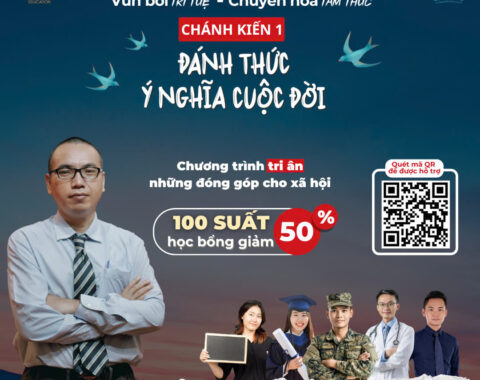 EDUCATION
Vun bồi TRÍ TUỆ - Chuyển hóa TÂM THỨC
CHÁNH KIẾN 1
ĐÁNH THỨC
Ý NGHĨA CUỘC ĐỜI
Chương trình tri ân
những đóng góp cho xã hội
Quét mã QR
để được hỗ trợ
100 SUẤT
học bổng giảm
50%